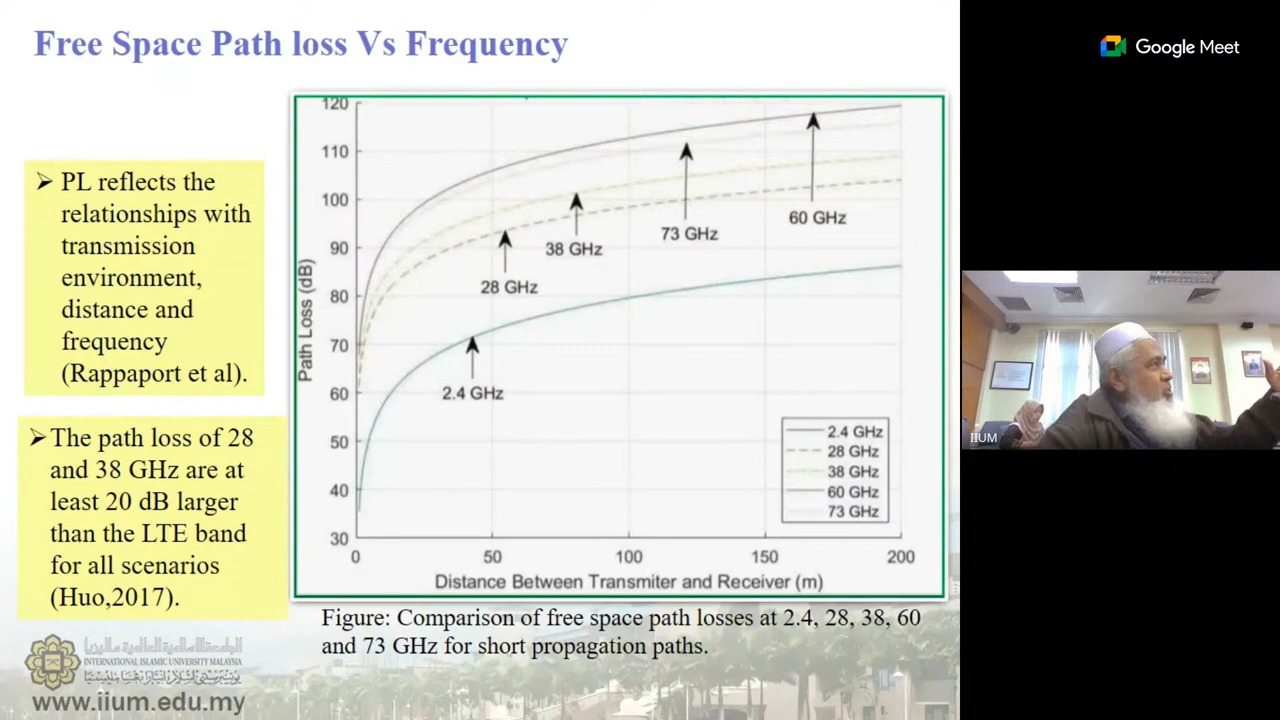 Free Space Path loss Vs Frequency
Google Meet
➢ PL reflects the
relationships with
transmission
environment,
distance and
frequency
(Rappaport et al).
➢ The path loss of 28
and 38 GHz are at
least 20 dB larger
than the LTE band
for all scenarios
(Huo,2017).
120
110
100
90
80
70
60
50
40
30
Path Loss (dB)
60 GHz
73 GHz
38 GHz
28 GHz
2.4 GHz
2.4 GHz
28 GHz
38 GHz
60 GHz
73 GHz
0 50 100 150 200
Distance Between Transmiter and Receiver (m)
Figure: Comparison of free space path losses at 2.4, 28, 38, 60
and 73 GHz for short propagation paths.
INTERNATIONAL ISLAMIC UNIVERSITY MALAYSIA
www.iium.edu.my
IIUM